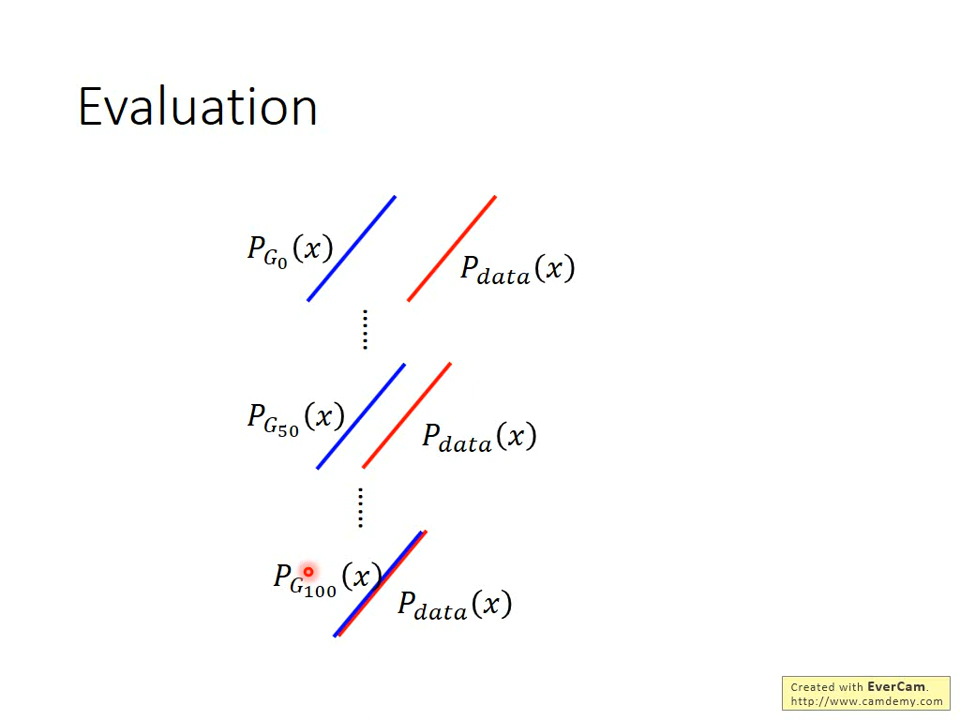 Evaluation
P_{G_0}(x)
P_{data}(x)
P_{G_{50}}(x)
P_{data}(x)
P_{G_{100}}(x)
P_{data}(x)
Created with EverCam.
http://www.camdemy.com